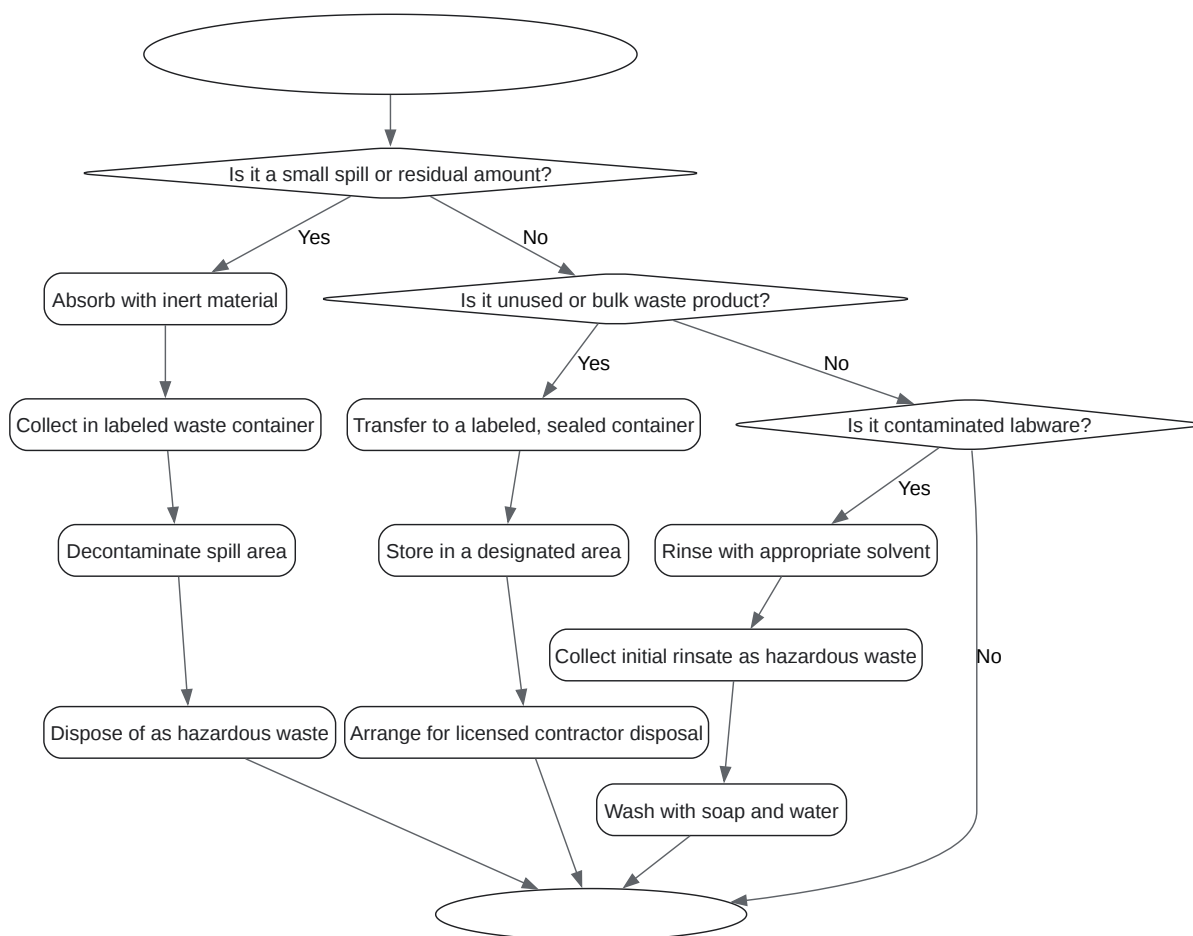 Is it a small spill or residual amount?
Yes
No
Absorb with inert material
Is it unused or bulk waste product?
Yes
No
Collect in labeled waste container
Transfer to a labeled, sealed container
Is it contaminated labware?
Yes
Decontaminate spill area
Store in a designated area
Rinse with appropriate solvent
Collect initial rinsate as hazardous waste
No
Dispose of as hazardous waste
Arrange for licensed contractor disposal
Wash with soap and water